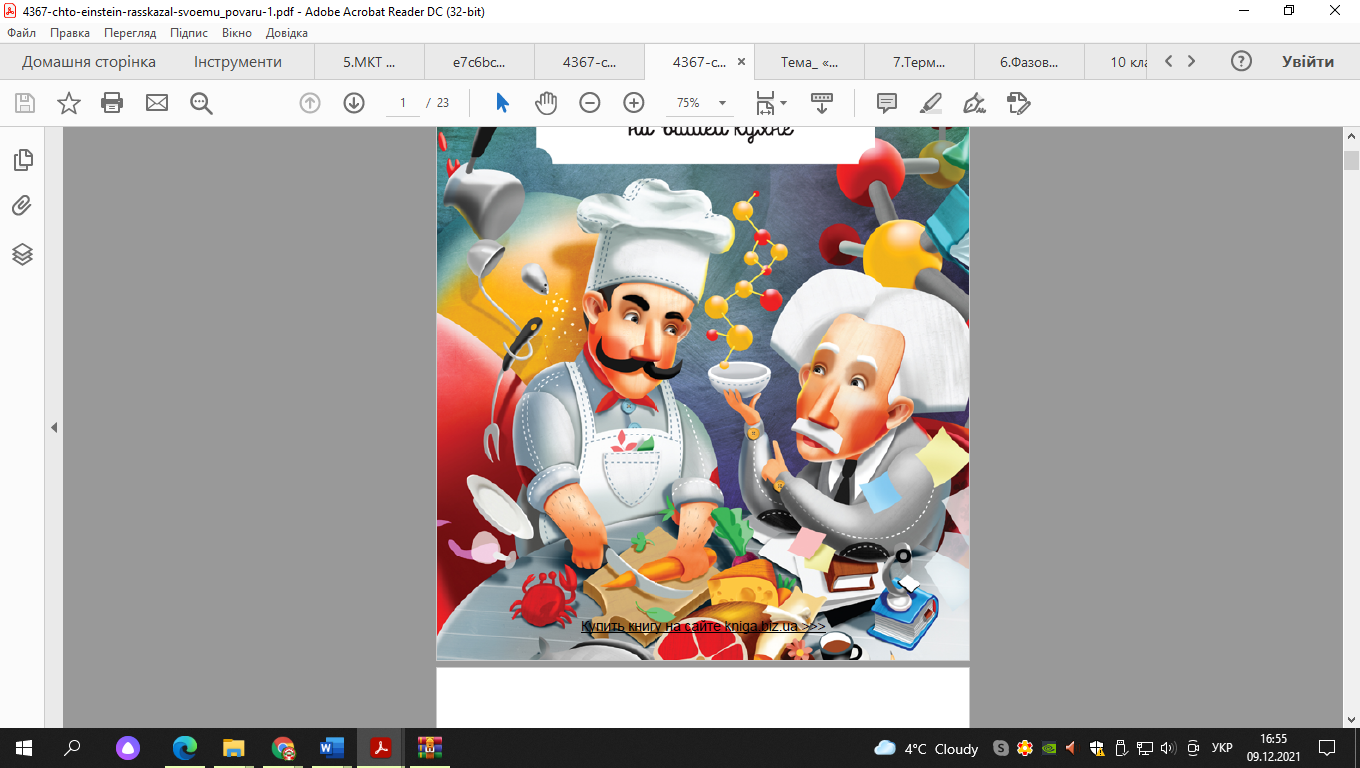 4367-chto-einstein-rasskazal-svoemu_povaru-1.pdf - Adobe Acrobat Reader DC (32-bit)
Файл Правка Перегляд Підпис Вікно Довідка
Домашня сторінка Інструменти 5.МКТ ... e7c6bc... 4367-c... 4367-c... Тема_ «... 7.Терм... 6.Фазов... 10 кла Увійти
1 / 23 75%
на вашей кухне
Купить книгу на сайте kniga.biz.ua >>>
4°C Cloudy УКР 16:55
09.12.2021